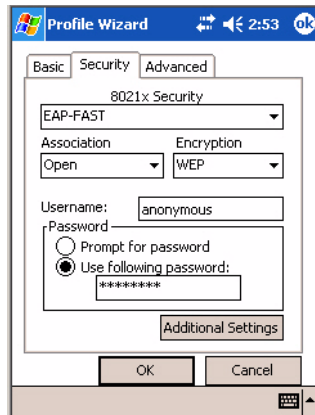 Profile Wizard 2:53 ok
Basic Security Advanced
8021x Security
EAP-FAST
Association Encryption
Open WEP
Username: anonymous
Password
Prompt for password
Use following password:
********
Additional Settings
OK Cancel